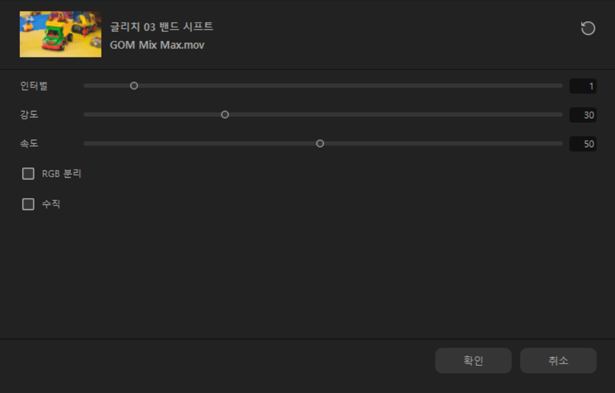 글리치 03 밴드 시프트
GOM Mix Max.mov
인터벌 1
강도 30
속도 50
RGB 분리
수직
확인 취소